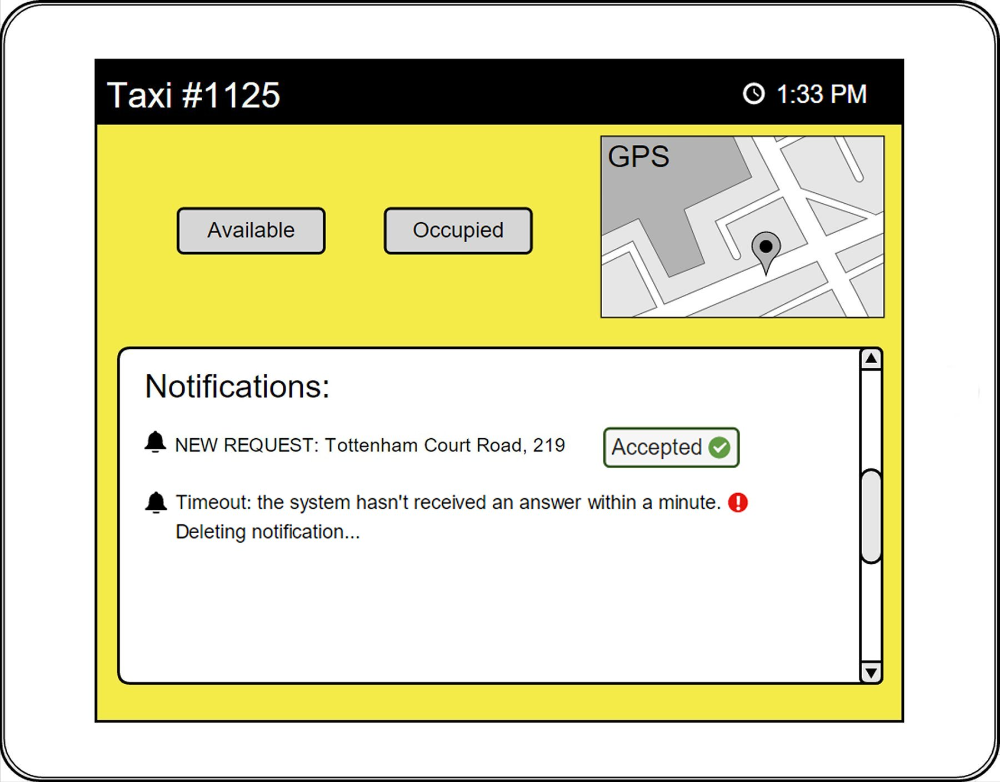 Taxi #1125
1:33 PM
GPS
Available
Occupied
Notifications:
NEW REQUEST: Tottenham Court Road, 219
Accepted
Timeout: the system hasn't received an answer within a minute.
Deleting notification...